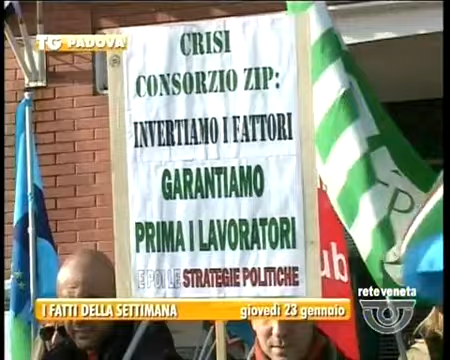 TG PADOVA
CRISI
CONSORZIO ZIP:
INVERTIAMO I FATTORI
GARANTIAMO
PRIMA I LAVORATORI
E POI LE STRATEGIE POLITICHE
ub
reteveneta
I FATTI DELLA SETTIMANA giovedì 23 gennaio